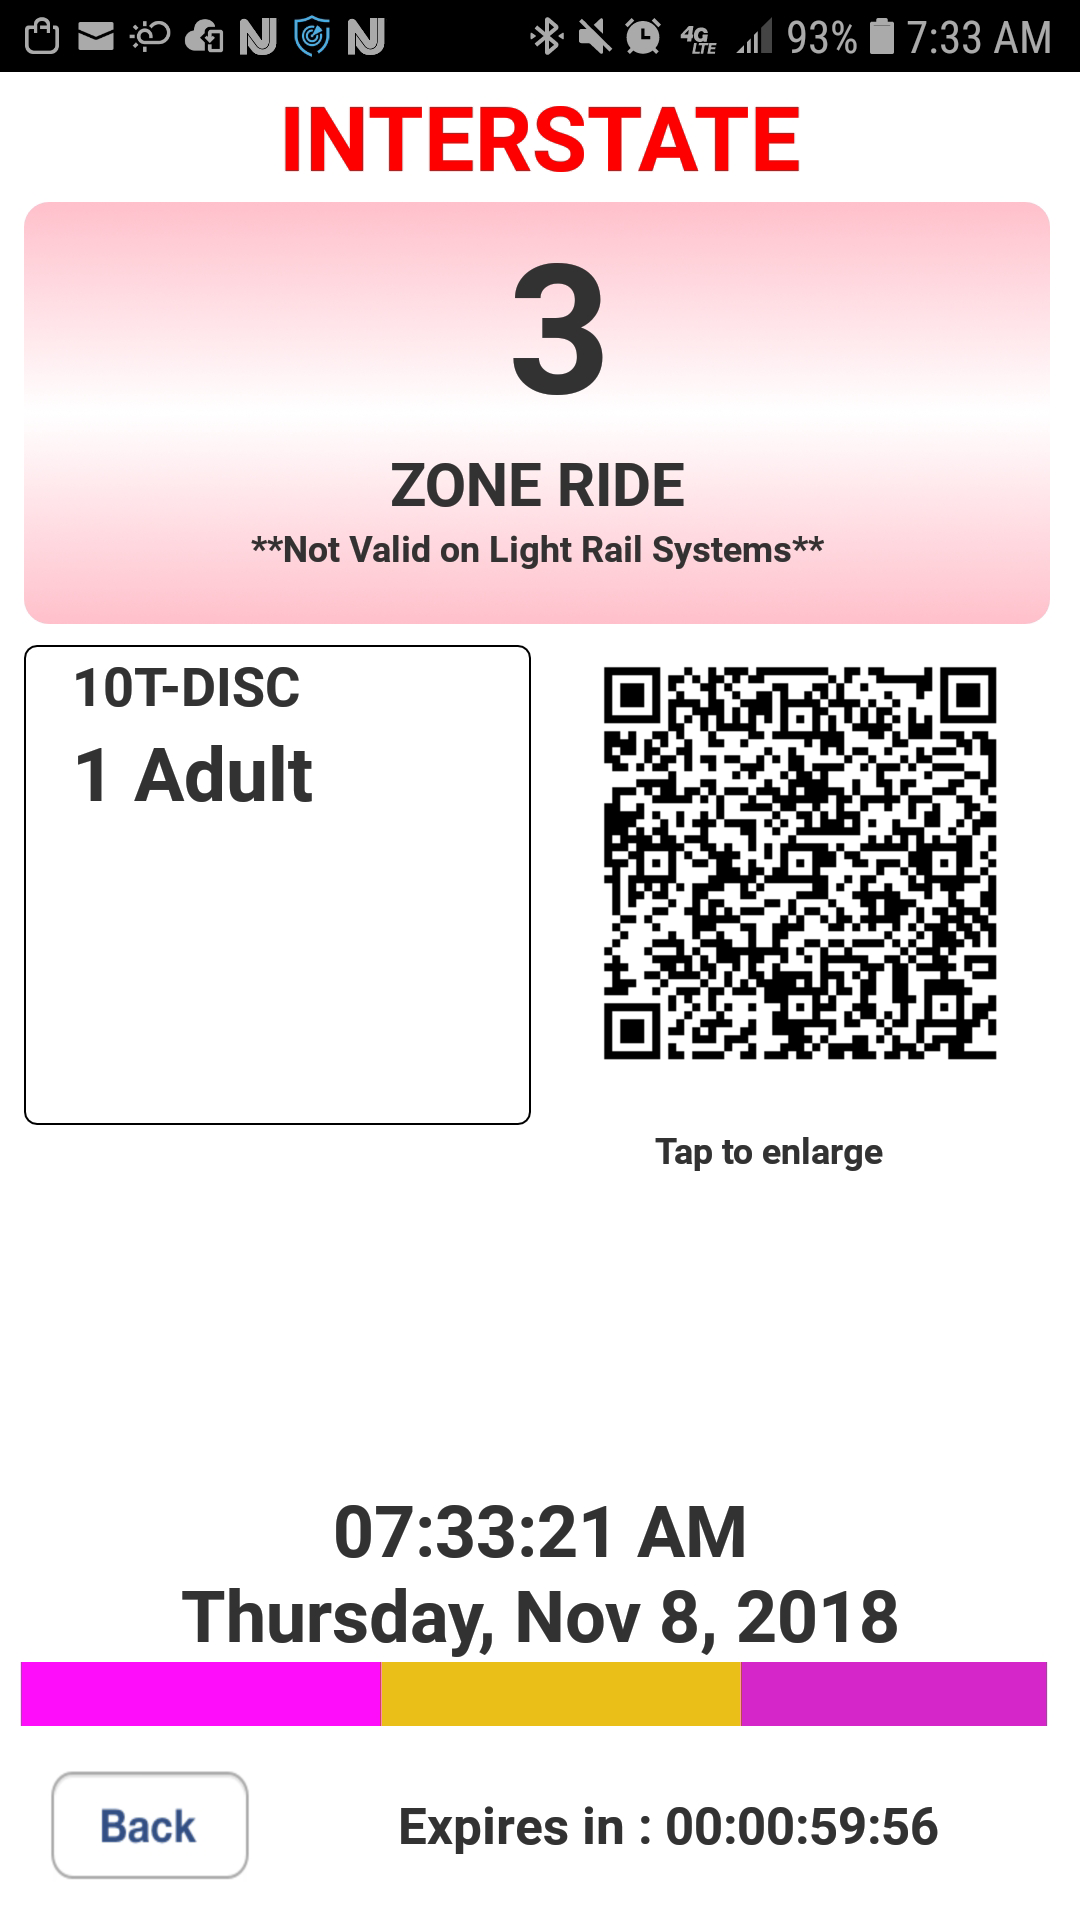 4G LTE 93% 7:33 AM
INTERSTATE
3
ZONE RIDE
**Not Valid on Light Rail Systems**
10T-DISC
1 Adult
Tap to enlarge
07:33:21 AM
Thursday, Nov 8, 2018
Back
Expires in : 00:00:59:56